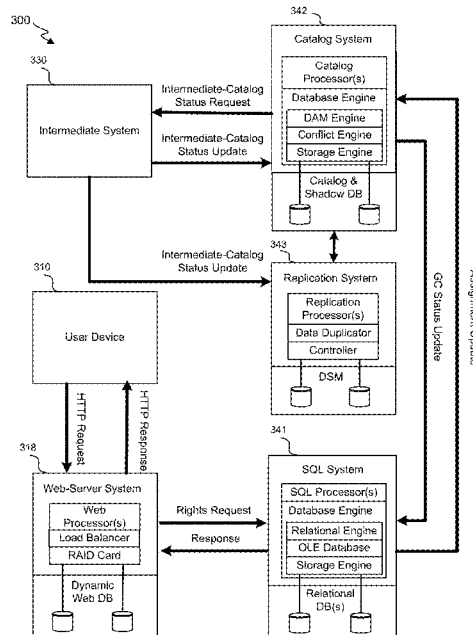 300
342
Catalog System
Catalog
Processor(s)
Database Engine
DAM Engine
Conflict Engine
Storage Engine
Catalog &
Shadow DB
330
Intermediate System
Intermediate-Catalog
Status Request
Intermediate-Catalog
Status Update
Intermediate-Catalog
Status Update
343
Replication System
Replication
Processor(s)
Data Duplicator
Controller
DSM
GC Status Update
Assignment Update
310
User Device
HTTP Request
HTTP Response
318
Web-Server System
Web
Processor(s)
Load Balancer
RAID Card
Dynamic
Web DB
Rights Request
Response
341
SQL System
SQL Processor(s)
Database Engine
Relational Engine
OLE Database
Storage Engine
Relational
DB(s)